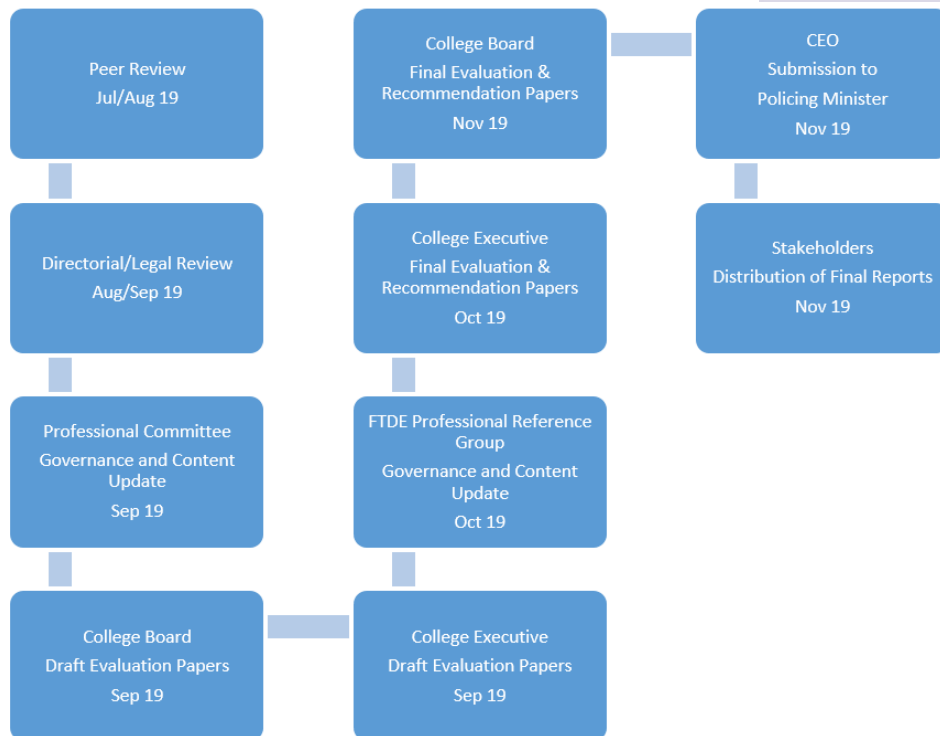 Peer Review
Jul/Aug 19
Directorial/Legal Review
Aug/Sep 19
Professional Committee
Governance and Content
Update
Sep 19
College Board
Draft Evaluation Papers
Sep 19
College Executive
Draft Evaluation Papers
Sep 19
FTDE Professional Reference
Group
Governance and Content
Update
Oct 19
College Executive
Final Evaluation &
Recommendation Papers
Oct 19
College Board
Final Evaluation &
Recommendation Papers
Nov 19
CEO
Submission to
Policing Minister
Nov 19
Stakeholders
Distribution of Final Reports
Nov 19